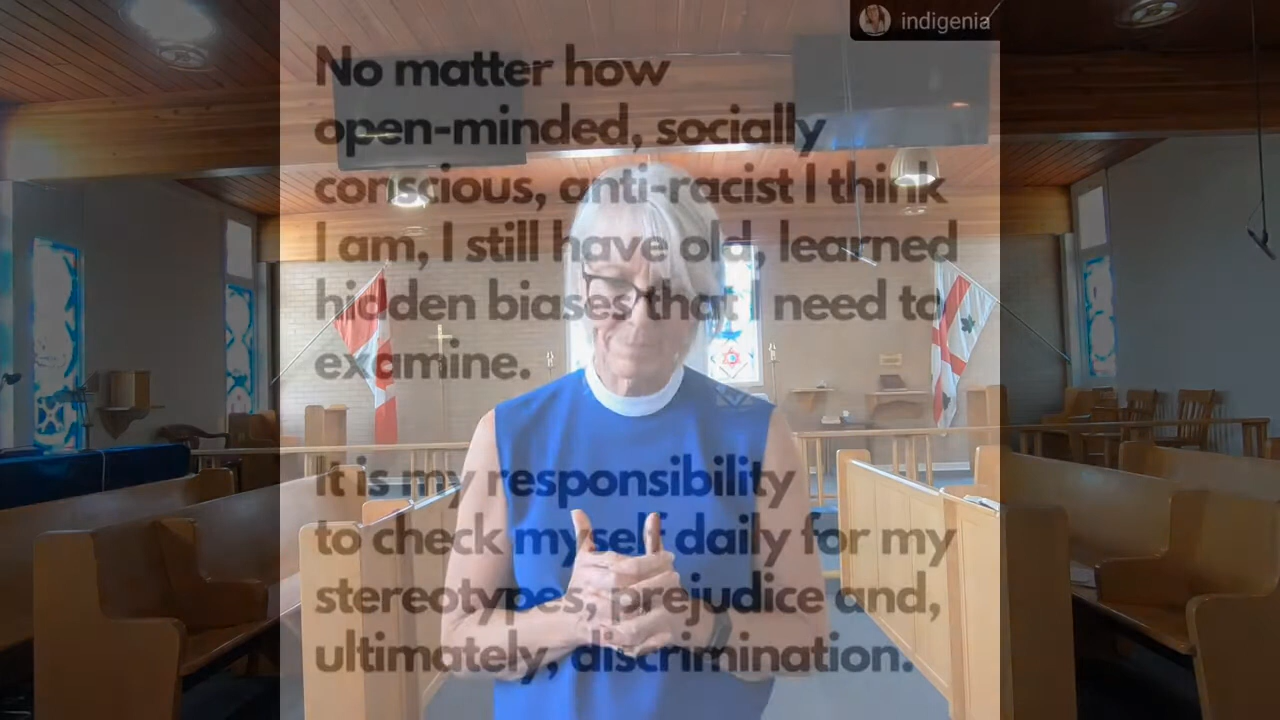 indigenia
No matter how
open-minded, socially
conscious, anti-racist I think
I am, I still have old, learned
hidden biases that I need to
examine.
It is my responsibility
to check myself daily for my
stereotypes, prejudice and,
ultimately, discrimination.